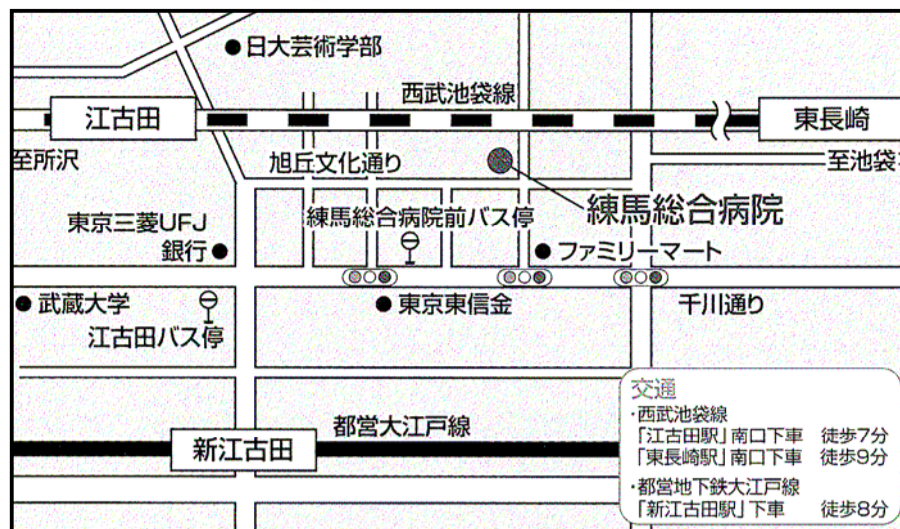 日大芸術学部
西武池袋線
江古田
東長崎
至所沢
旭丘文化通り
至池袋
練馬総合病院
東京三菱UFJ
銀行
練馬総合病院前バス停
ファミリーマート
武蔵大学
江古田バス停
東京東信金
千川通り
都営大江戸線
新江古田
交通
・西武池袋線
「江古田駅」南口下車 徒歩7分
「東長崎駅」南口下車 徒歩9分
・都営地下鉄大江戸線
「新江古田駅」下車 徒歩8分